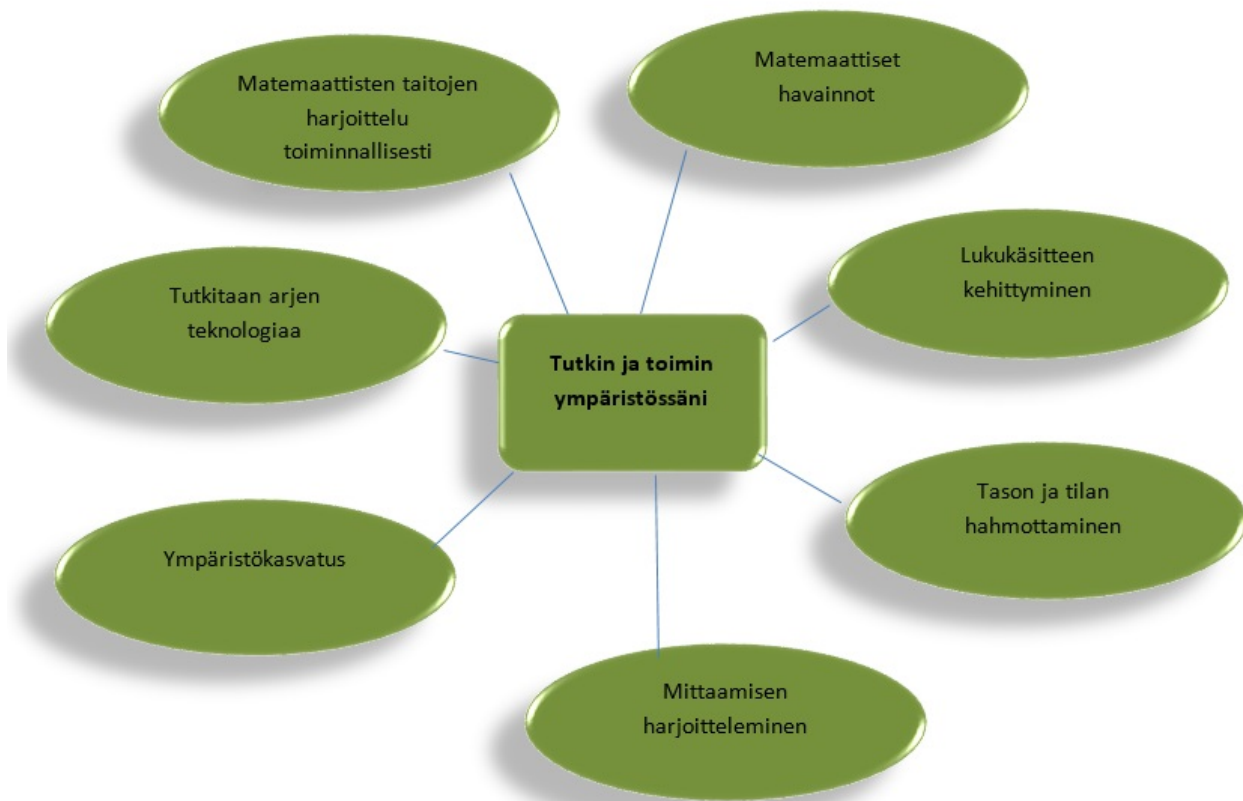 Matemaattisten taitojen
harjoittelu
toiminnallisesti
Matemaattiset
havainnot
Lukukäsitteen
kehittyminen
Tutkitaan arjen
teknologiaa
Tutkin ja toimin
ympäristössäni
Tason ja tilan
hahmottaminen
Ympäristökasvatus
Mittaamisen
harjoitteleminen